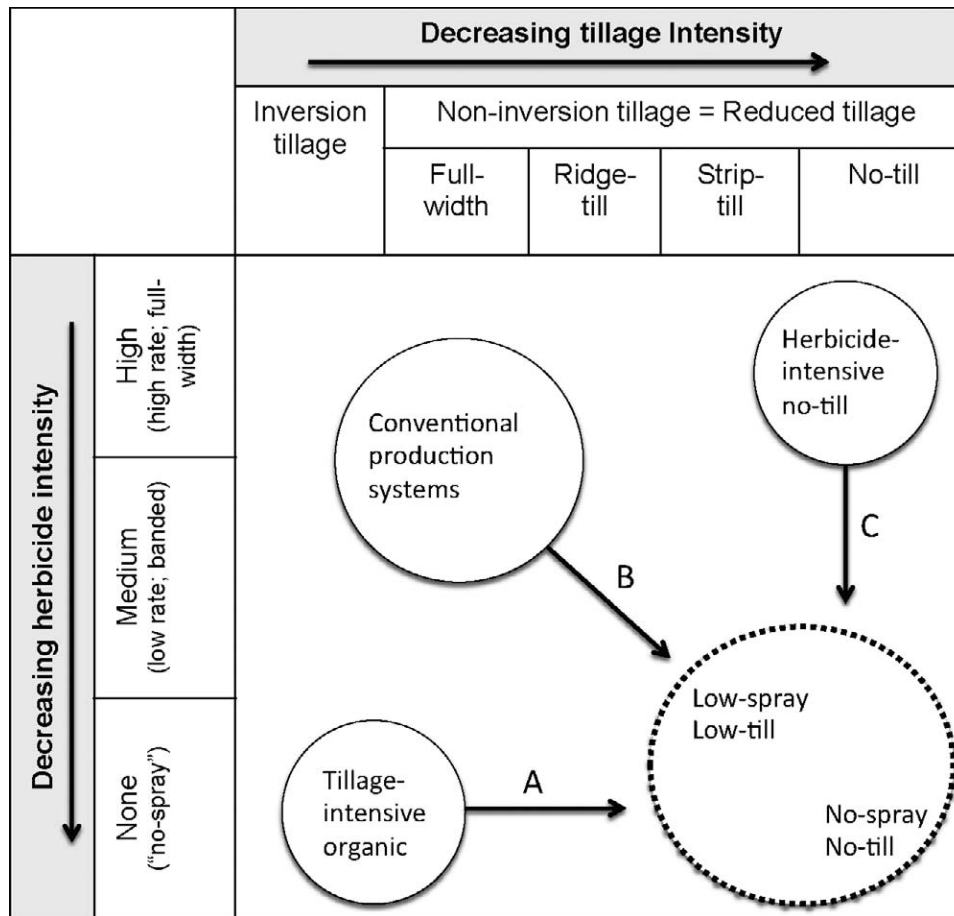 Decreasing tillage Intensity
Inversion
tillage
Non-inversion tillage = Reduced tillage
Full-
width
Ridge-
till
Strip-
till
No-till
Decreasing herbicide intensity
High
(high rate; full-
width)
Medium
(low rate; banded)
None
(“no-spray”)
Conventional
production
systems
Herbicide-
intensive
no-till
B
C
Tillage-
intensive
organic
A
Low-spray
Low-till
No-spray
No-till